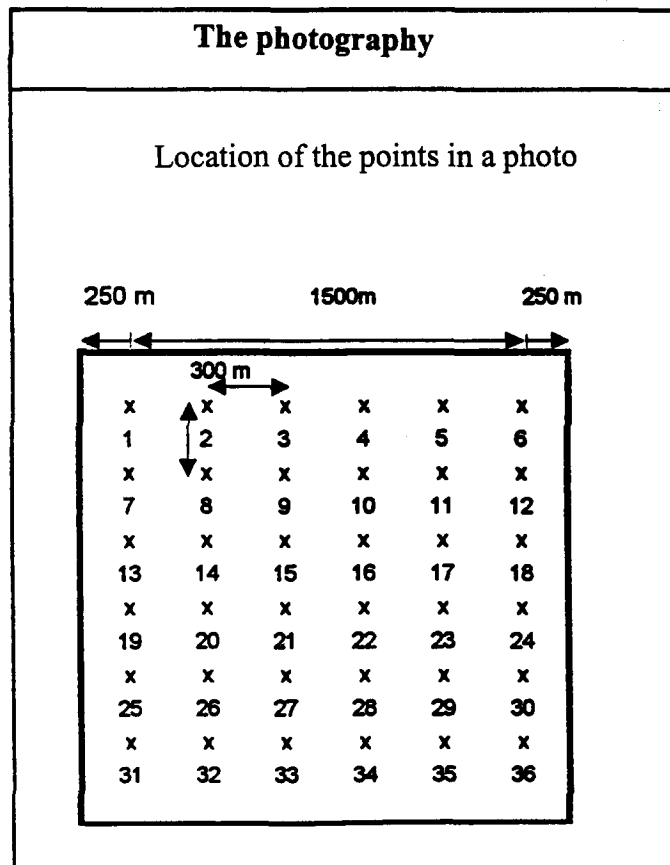 The photography
Location of the points in a photo
250 m 1500m 250 m
300 m
x x x x x x
1 2 3 4 5 6
x x x x x x
7 8 9 10 11 12
x x x x x x
13 14 15 16 17 18
x x x x x x
19 20 21 22 23 24
x x x x x x
25 26 27 28 29 30
x x x x x x
31 32 33 34 35 36